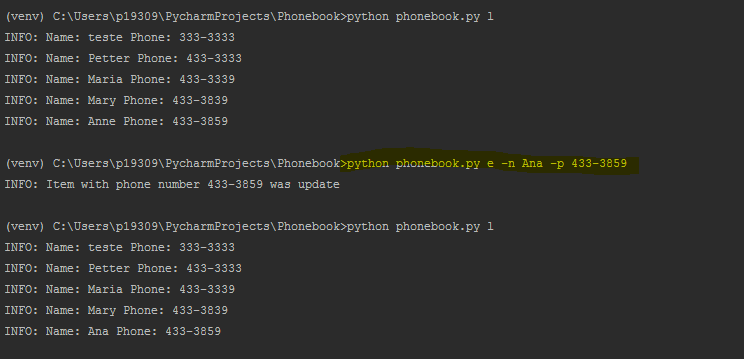 (venv) C:\Users\p19309\PycharmProjects\Phonebook>python phonebook.py l
INFO: Name: teste Phone: 333-3333
INFO: Name: Petter Phone: 433-3333
INFO: Name: Maria Phone: 433-3339
INFO: Name: Mary Phone: 433-3839
INFO: Name: Anne Phone: 433-3859
(venv) C:\Users\p19309\PycharmProjects\Phonebook>python phonebook.py e -n Ana -p 433-3859
INFO: Item with phone number 433-3859 was update
(venv) C:\Users\p19309\PycharmProjects\Phonebook>python phonebook.py l
INFO: Name: teste Phone: 333-3333
INFO: Name: Petter Phone: 433-3333
INFO: Name: Maria Phone: 433-3339
INFO: Name: Mary Phone: 433-3839
INFO: Name: Ana Phone: 433-3859